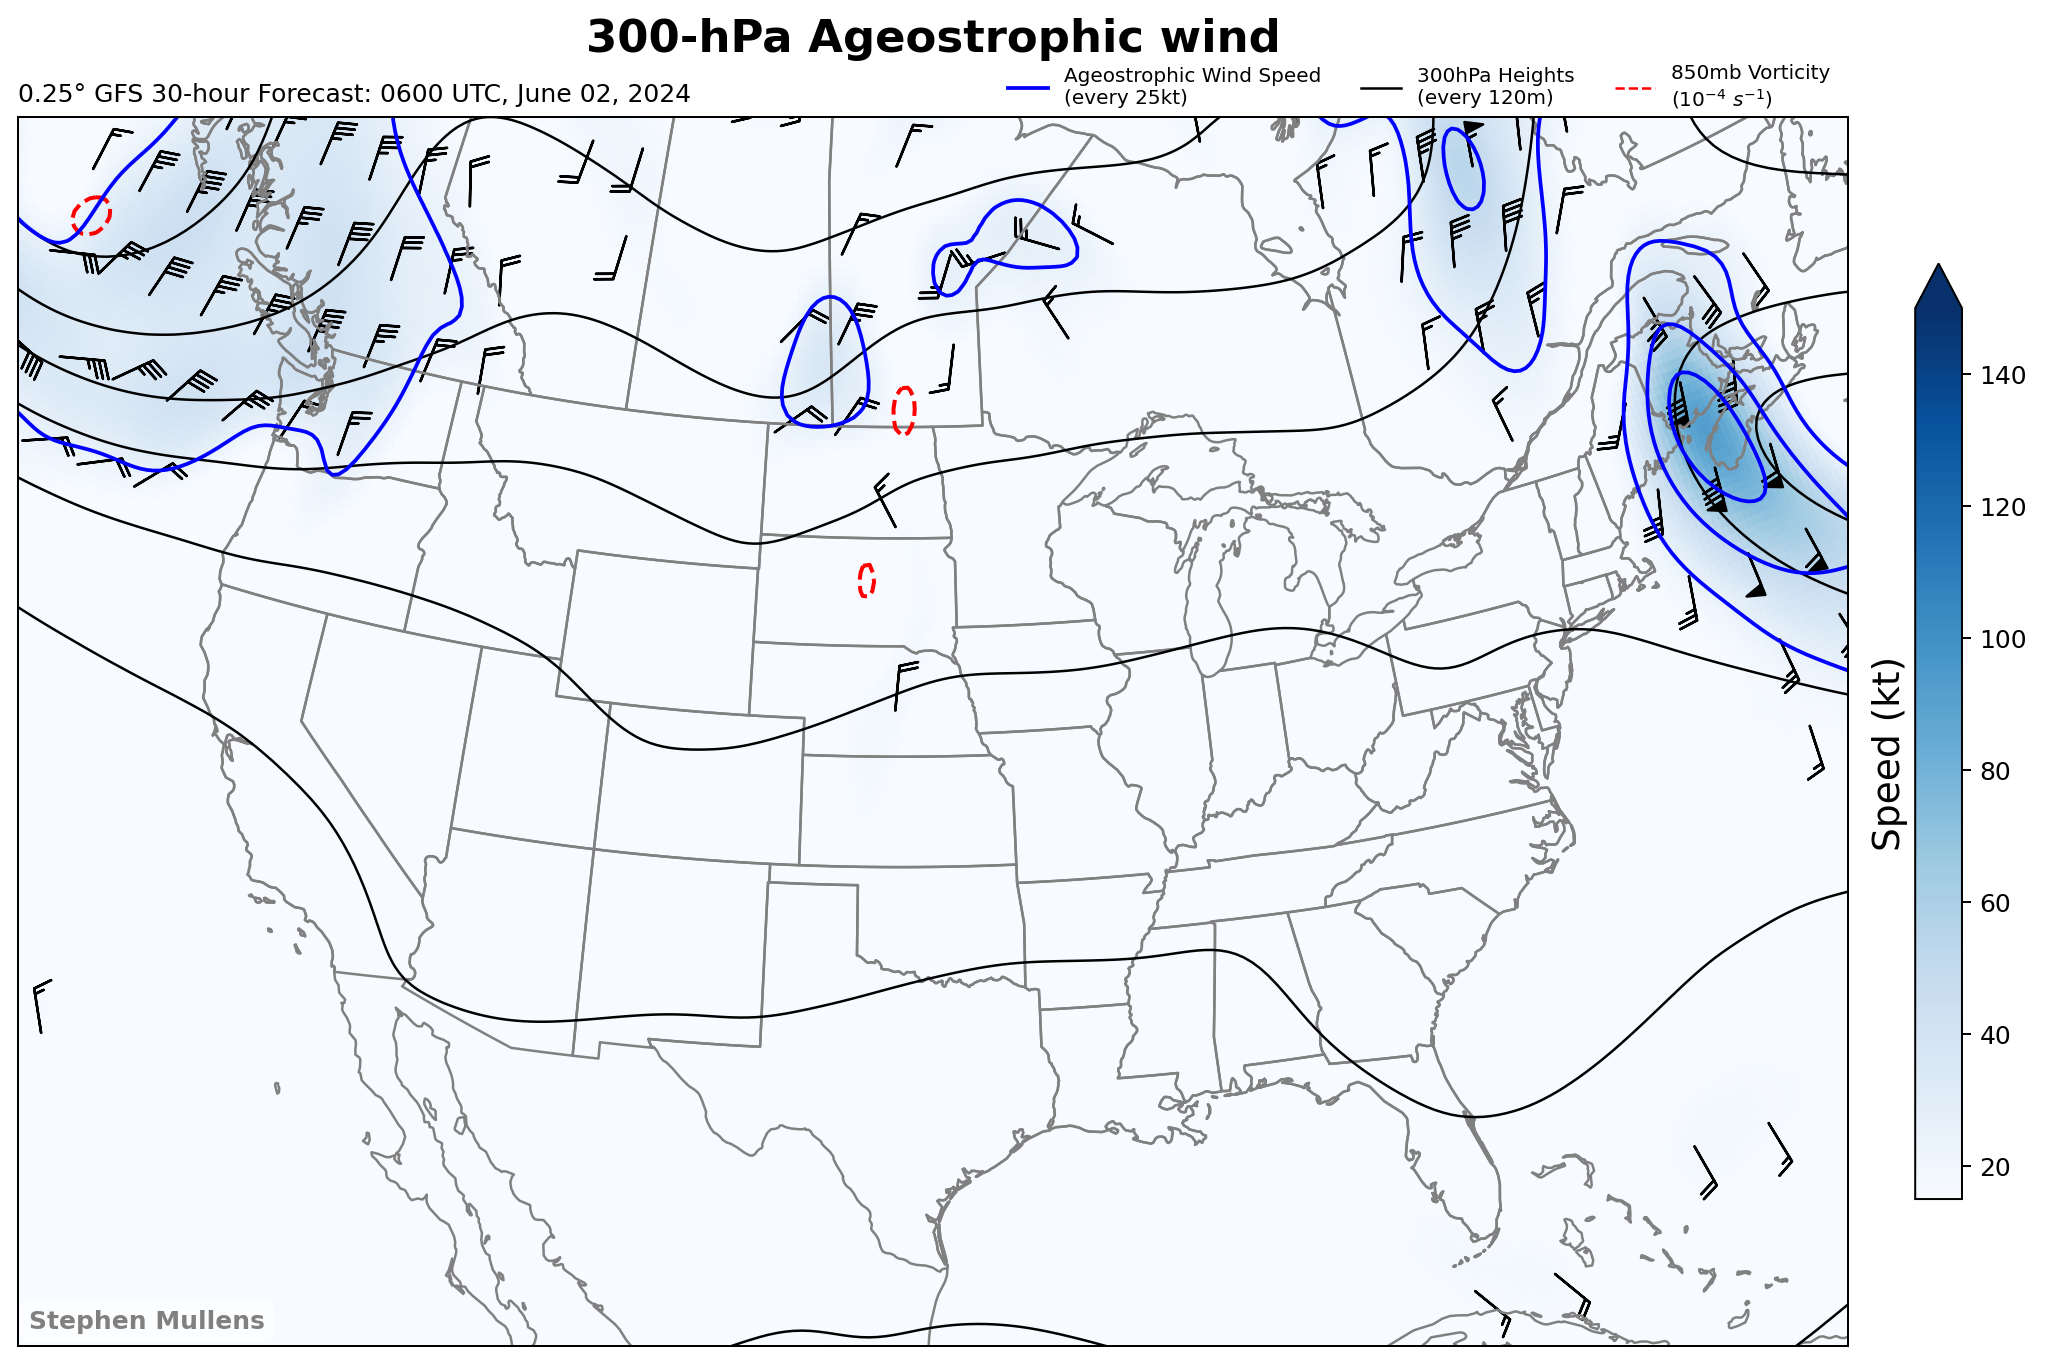 300-hPa Ageostrophic wind
0.25° GFS 30-hour Forecast: 0600 UTC, June 02, 2024
Ageostrophic Wind Speed
(every 25kt)
300hPa Heights
(every 120m)
850mb Vorticity
(10⁻⁴ s⁻¹)
140
120
100
80
60
40
20
Speed (kt)
Stephen Mullens